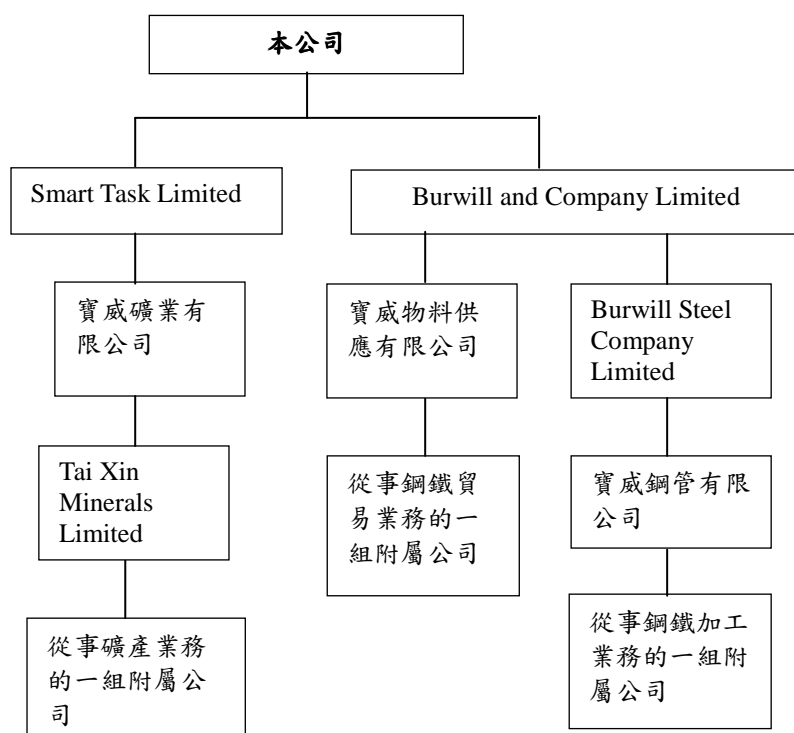 本公司
Smart Task Limited
Burwill and Company Limited
寶威礦業有
限公司
寶威物料供
應有限公司
Burwill Steel
Company
Limited
Tai Xin
Minerals
Limited
從事鋼鐵貿
易業務的一
組附屬公司
寶威鋼管有限
公司
從事礦產業務
的一組附屬公
司
從事鋼鐵加工
業務的一組附
屬公司